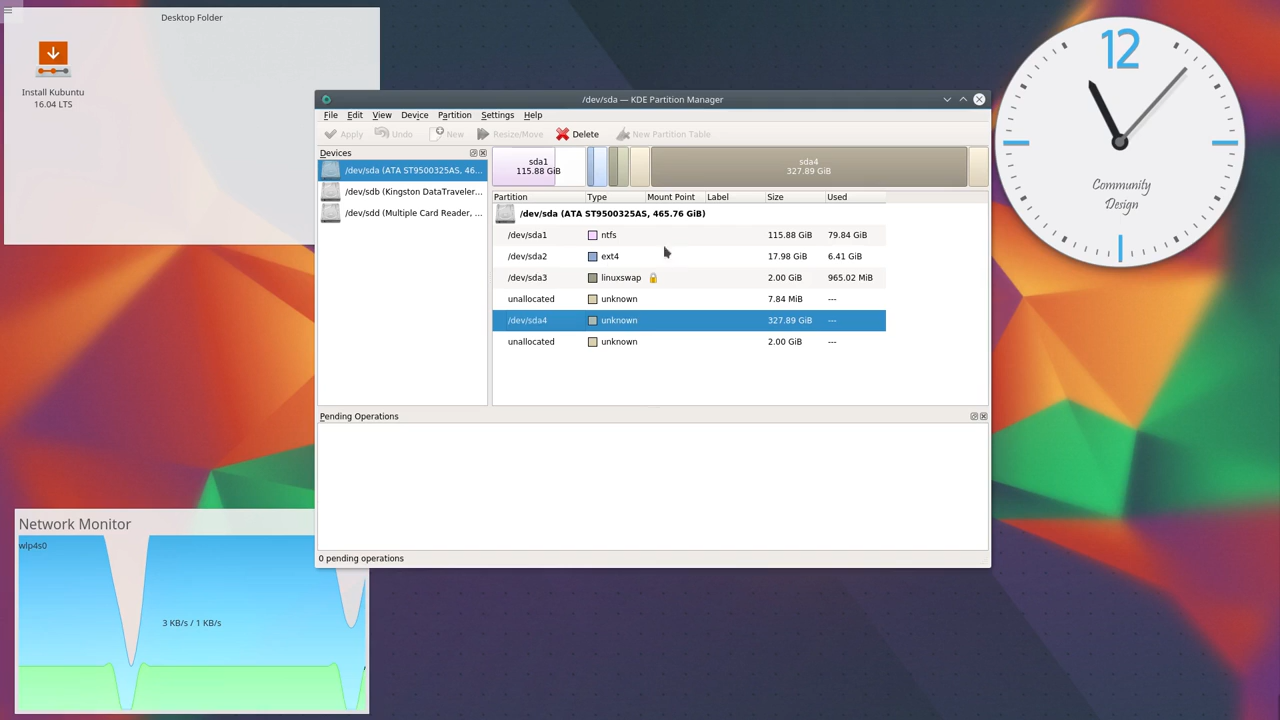 Desktop Folder
Install Kubuntu
16.04 LTS
/dev/sda — KDE Partition Manager
File Edit View Device Partition Settings Help
Apply Undo New Resize/Move Delete New Partition Table
Devices
/dev/sda (ATA ST9500325AS, 46...
/dev/sdb (Kingston DataTraveler...
/dev/sdd (Multiple Card Reader, ...
sda1
115.88 GiB
sda4
327.89 GiB
Partition Type Mount Point Label Size Used
/dev/sda (ATA ST9500325AS, 465.76 GiB)
/dev/sda1 ntfs 115.88 GiB 79.84 GiB
/dev/sda2 ext4 17.98 GiB 6.41 GiB
/dev/sda3 linuxswap 2.00 GiB 965.02 MiB
unallocated unknown 7.84 MiB ---
/dev/sda4 unknown 327.89 GiB ---
unallocated unknown 2.00 GiB ---
Pending Operations
0 pending operations
12
Community
Design
Network Monitor
wlp4s0
3 KB/s / 1 KB/s